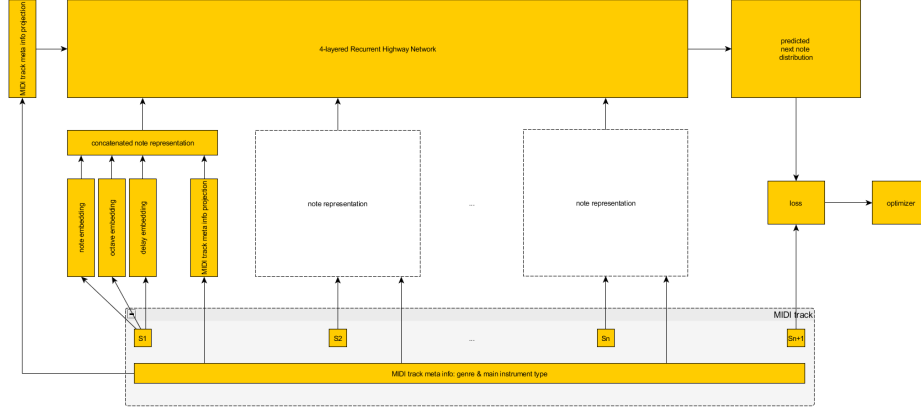 MIDI track meta info projection
4-layered Recurrent Highway Network
predicted
next note
distribution
concatenated note representation
note embedding
octave embedding
delay embedding
MIDI track meta info projection
note representation
...
note representation
loss
optimizer
MIDI track
S1
S2
...
Sn
Sn+1
MIDI track meta info: genre & main instrument type